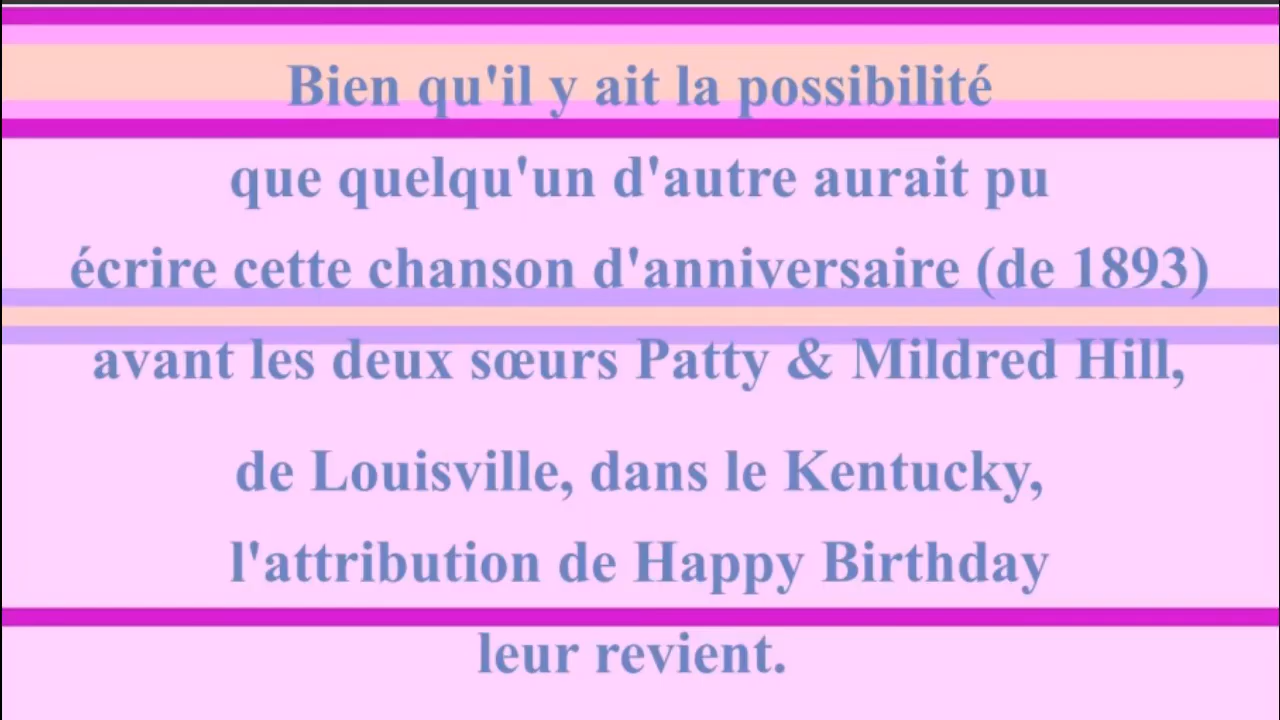 Bien qu'il y ait la possibilité
que quelqu'un d'autre aurait pu
écrire cette chanson d'anniversaire (de 1893)
avant les deux sœurs Patty & Mildred Hill,
de Louisville, dans le Kentucky,
l'attribution de Happy Birthday
leur revient.